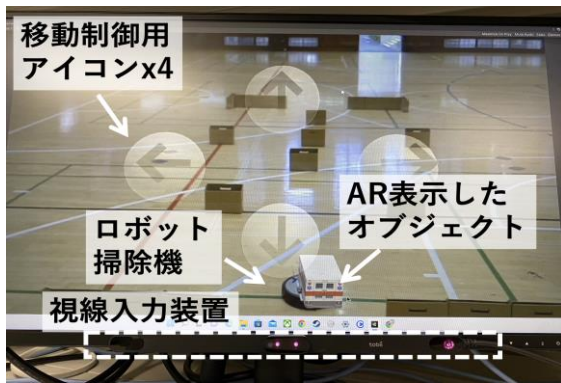 移動制御用
アイコンx4
AR表示した
オブジェクト
ロボット
掃除機
視線入力装置
tobii